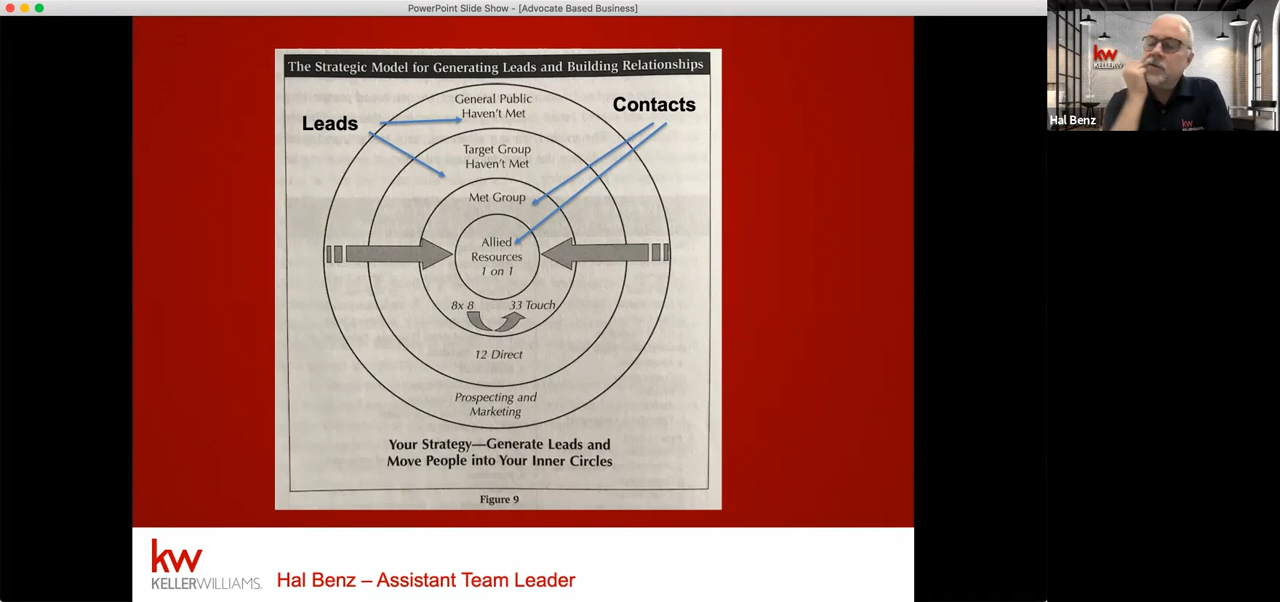 PowerPoint Slide Show - [Advocate Based Business]
The Strategic Model for Generating Leads and Building Relationships
General Public
Haven't Met
Contacts
Leads
Target Group
Haven't Met
Met Group
Allied
Resources
1 on 1
8x 8
33 Touch
12 Direct
Prospecting and
Marketing
Your Strategy—Generate Leads and
Move People into Your Inner Circles
Figure 9
kw
KELLERWILLIAMS.
Hal Benz – Assistant Team Leader
kw
KELLERW
kw
Hal Benz